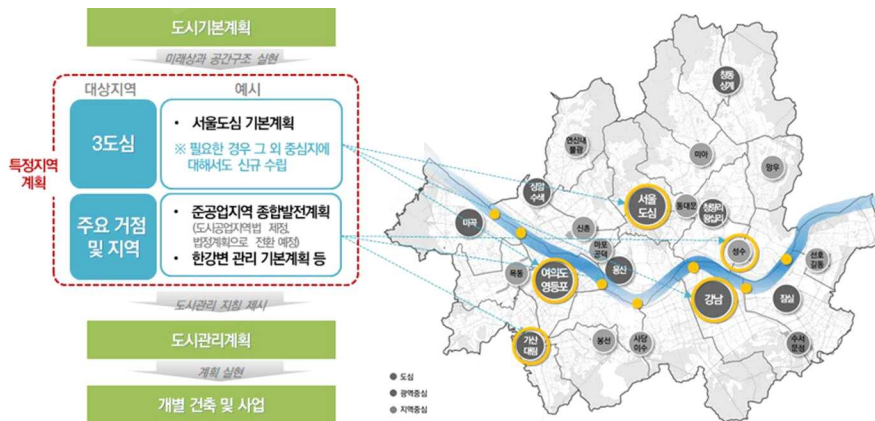 도시기본계획
미래상과 공간구조 실현
대상지역
예시
특정지역
계획
3도심
• 서울도심 기본계획
※ 필요한 경우 그 외 중심지에
대해서도 신규 수립
주요 거점
및 지역
• 준공업지역 종합발전계획
(도시공업지역법 제정,
법정계획으로 전환 예정)
• 한강변 관리 기본계획 등
도시관리 지침 제시
도시관리계획
계획 실현
개별 건축 및 사업
창동
상계
연신내
불광
미아
망우
상암
수색
서울
도심
동대문
청량리
왕십리
마곡
신촌
마포
공덕
용산
성수
천호
길동
목동
여의도
영등포
강남
잠실
가산
대림
봉천
사당
이수
수서
문정
● 도심
● 광역중심
● 지역중심